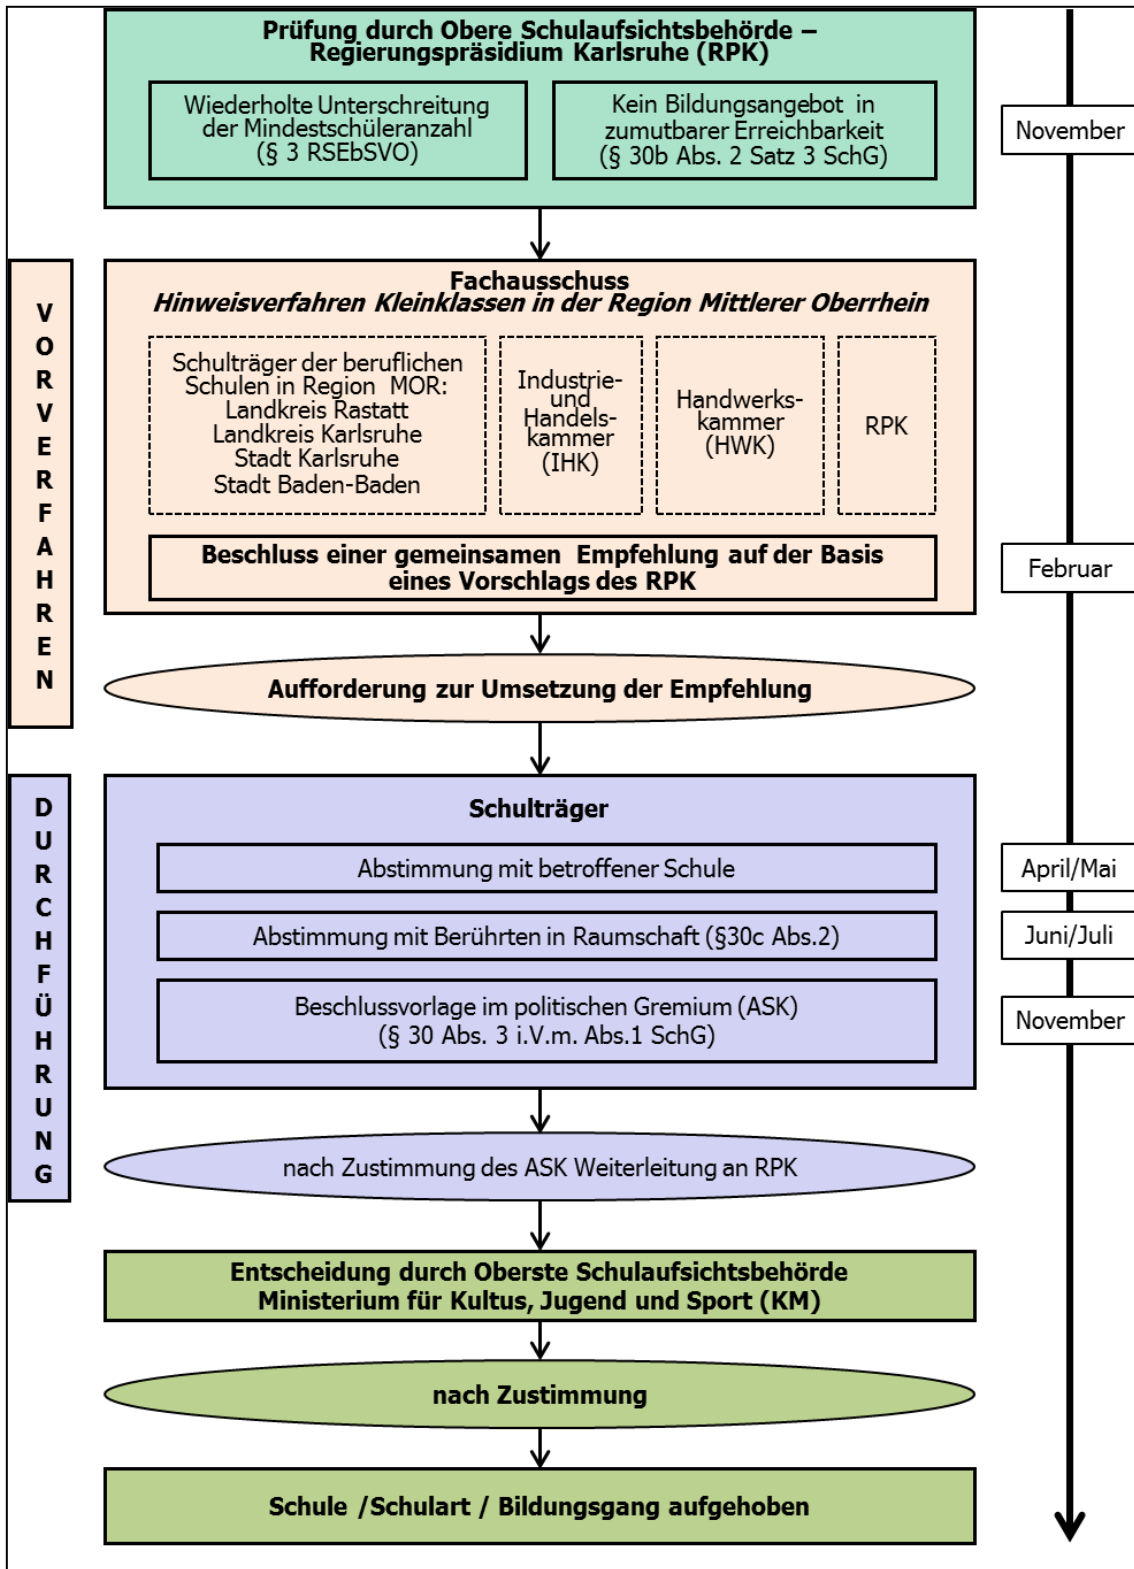 Prüfung durch Obere Schulaufsichtsbehörde –
Regierungspräsidium Karlsruhe (RPK)
Wiederholte Unterschreitung
der Mindestschüleranzahl
(§ 3 RSEbSVO)
Kein Bildungsangebot in
zumutbarer Erreichbarkeit
(§ 30b Abs. 2 Satz 3 SchG)
November
VORVERFAHREN
Fachausschuss
Hinweisverfahren Kleinklassen in der Region Mittlerer Oberrhein
Schulträger der beruflichen
Schulen in Region MOR:
Landkreis Rastatt
Landkreis Karlsruhe
Stadt Karlsruhe
Stadt Baden-Baden
Industrie-
und
Handels-
kammer
(IHK)
Handwerks-
kammer
(HWK)
RPK
Beschluss einer gemeinsamen Empfehlung auf der Basis
eines Vorschlags des RPK
Februar
Aufforderung zur Umsetzung der Empfehlung
DURCHFÜHRUNG
Schulträger
Abstimmung mit betroffener Schule
April/Mai
Abstimmung mit Berührten in Raumschaft (§30c Abs.2)
Juni/Juli
Beschlussvorlage im politischen Gremium (ASK)
(§ 30 Abs. 3 i.V.m. Abs.1 SchG)
November
nach Zustimmung des ASK Weiterleitung an RPK
Entscheidung durch Oberste Schulaufsichtsbehörde
Ministerium für Kultus, Jugend und Sport (KM)
nach Zustimmung
Schule /Schulart / Bildungsgang aufgehoben